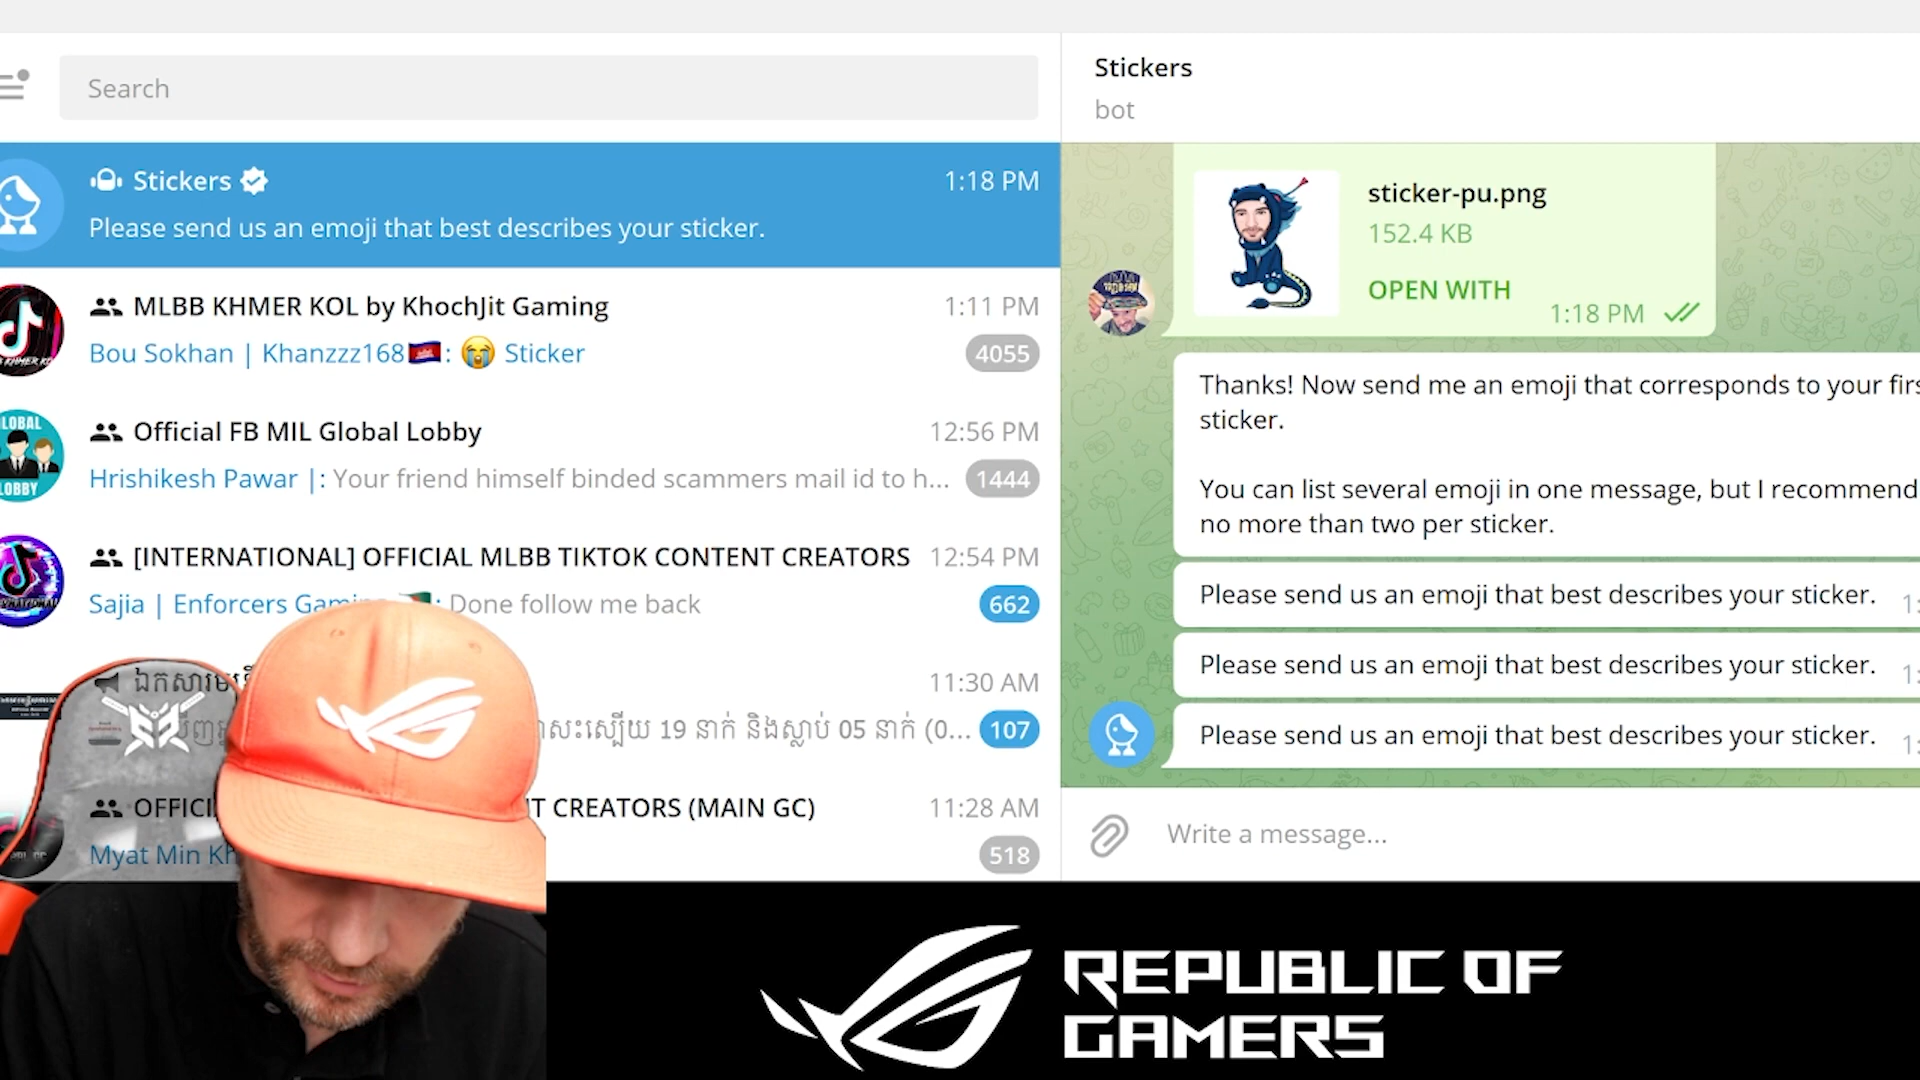 Search
Stickers
1:18 PM
Please send us an emoji that best describes your sticker.
MLBB KHMER KOL by KhochJit Gaming
1:11 PM
Bou Sokhan | Khanzzz168🇰🇭: 😭 Sticker
4055
Official FB MIL Global Lobby
12:56 PM
Hrishikesh Pawar |: Your friend himself binded scammers mail id to h...
1444
[INTERNATIONAL] OFFICIAL MLBB TIKTOK CONTENT CREATORS
12:54 PM
Sajia | Enforcers : Done follow me back
662
11:30 AM
19 នាក់ និងស្លាប់ 05 នាក់ (0...
107
CREATORS (MAIN GC)
11:28 AM
Myat Min
518
GLOBAL
LOBBY
Stickers
bot
sticker-pu.png
152.4 KB
OPEN WITH
1:18 PM
Thanks! Now send me an emoji that corresponds to your
sticker.
You can list several emoji in one message, but I recommend
no more than two per sticker.
Please send us an emoji that best describes your sticker.
Please send us an emoji that best describes your sticker.
Please send us an emoji that best describes your sticker.
Write a message...
REPUBLIC OF
GAMERS